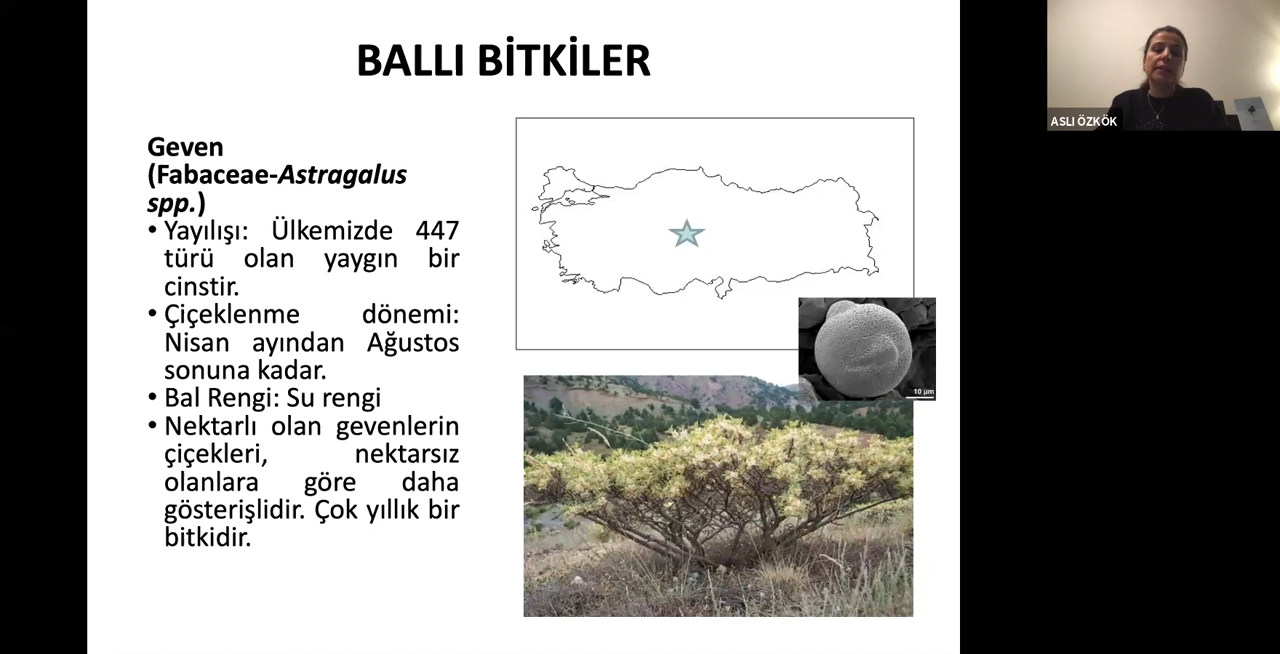 BALLI BİTKİLER
Geven
(Fabaceae-Astragalus
spp.)
• Yayılışı: Ülkemizde 447
türü olan yaygın bir
cinstir.
• Çiçeklenme dönemi:
Nisan ayından Ağustos
sonuna kadar.
• Bal Rengi: Su rengi
• Nektarlı olan gevenlerin
çiçekleri, nektarsız
olanlara göre daha
gösterişlidir. Çok yıllık bir
bitkidir.
10 µm
ASLI ÖZKÖK